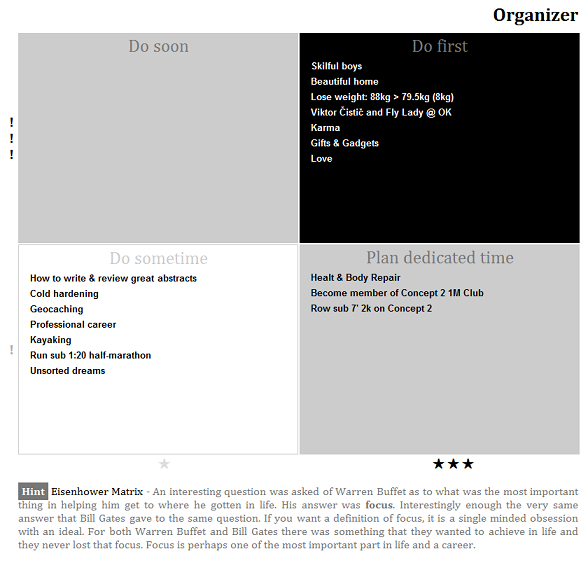 Organizer
Do soon
Do first
Skilful boys
Beautiful home
Lose weight: 88kg > 79.5kg (8kg)
Viktor Čistič and Fly Lady @ OK
Karma
Gifts & Gadgets
Love
!
!
!
Do sometime
How to write & review great abstracts
Cold hardening
Geocaching
Professional career
Kayaking
Run sub 1:20 half-marathon
Unsorted dreams
Plan dedicated time
Healt & Body Repair
Become member of Concept 2 1M Club
Row sub 7' 2k on Concept 2
!
★
★★★
Hint Eisenhower Matrix - An interesting question was asked of Warren Buffet as to what was the most important
thing in helping him get to where he gotten in life. His answer was focus. Interestingly enough the very same
answer that Bill Gates gave to the same question. If you want a definition of focus, it is a single minded obsession
with an ideal. For both Warren Buffet and Bill Gates there was something that they wanted to achieve in life and
they never lost that focus. Focus is perhaps one of the most important part in life and a career.